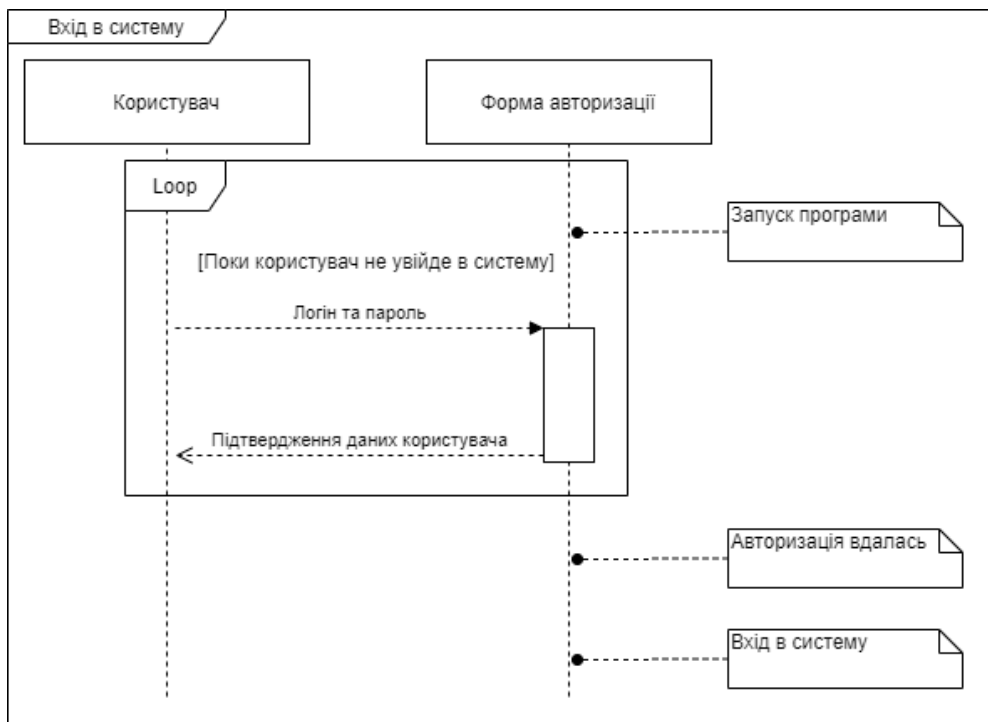 Вхід в систему
Користувач
Форма авторизації
Loop
Запуск програми
[Поки користувач не увійде в систему]
Логін та пароль
Підтвердження даних користувача
Авторизація вдалась
Вхід в систему